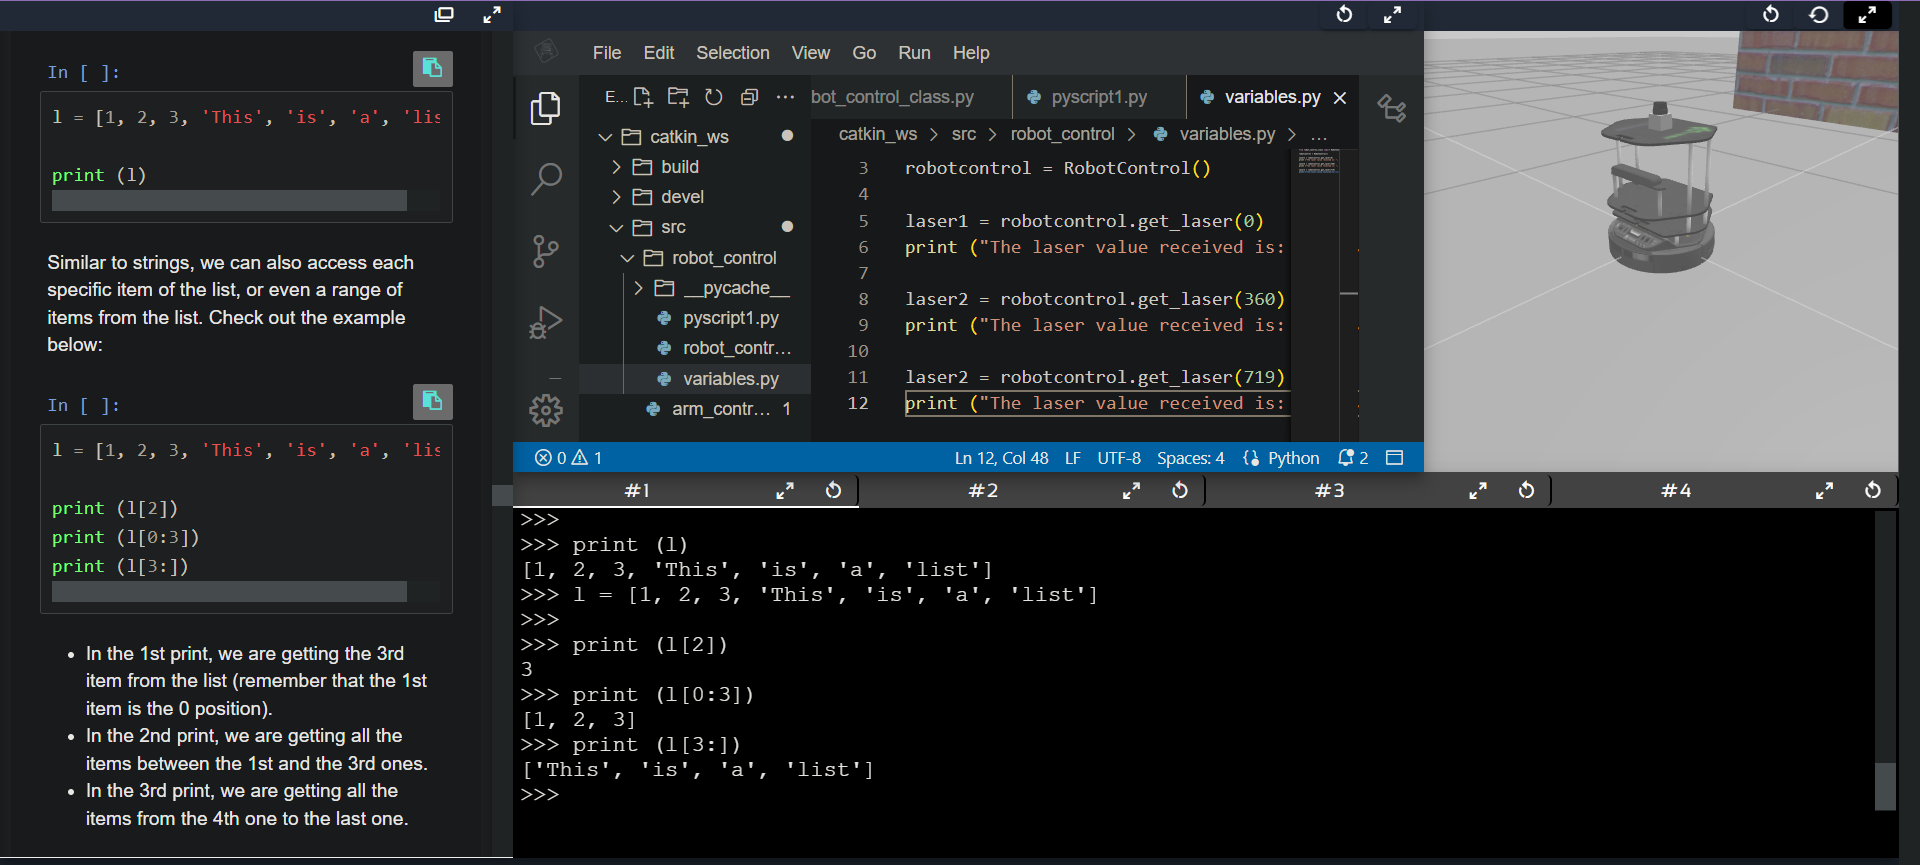 In [ ]:
l = [1, 2, 3, 'This', 'is', 'a', 'lis
print (l)
Similar to strings, we can also access each
specific item of the list, or even a range of
items from the list. Check out the example
below:
In [ ]:
l = [1, 2, 3, 'This', 'is', 'a', 'lis
print (l[2])
print (l[0:3])
print (l[3:])
• In the 1st print, we are getting the 3rd
item from the list (remember that the 1st
item is the 0 position).
• In the 2nd print, we are getting all the
items between the 1st and the 3rd ones.
• In the 3rd print, we are getting all the
items from the 4th one to the last one.
File Edit Selection View Go Run Help
E...
catkin_ws
build
devel
src
robot_control
__pycache__
pyscript1.py
robot_contr...
variables.py
arm_contr... 1
bot_control_class.py pyscript1.py variables.py
catkin_ws > src > robot_control > variables.py > ...
3 robotcontrol = RobotControl()
4
5 laser1 = robotcontrol.get_laser(0)
6 print ("The laser value received is:
7
8 laser2 = robotcontrol.get_laser(360)
9 print ("The laser value received is:
10
11 laser2 = robotcontrol.get_laser(719)
12 print ("The laser value received is:
0 1 Ln 12, Col 48 LF UTF-8 Spaces: 4 Python 2
#1 #2 #3 #4
>>>
>>> print (l)
[1, 2, 3, 'This', 'is', 'a', 'list']
>>> l = [1, 2, 3, 'This', 'is', 'a', 'list']
>>>
>>> print (l[2])
3
>>> print (l[0:3])
[1, 2, 3]
>>> print (l[3:])
['This', 'is', 'a', 'list']
>>>